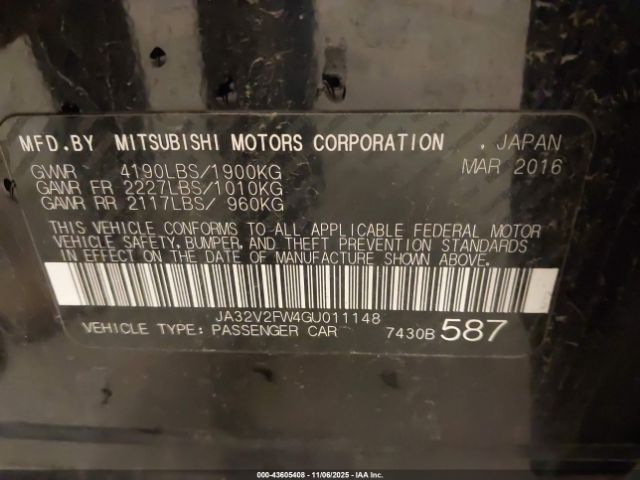 MFD.BY MITSUBISHI MOTORS CORPORATION , JAPAN
GVWR 4190LBS/1900KG MAR 2016
GAWR FR 2227LBS/1010KG
GAWR RR 2117LBS/ 960KG
THIS VEHICLE CONFORMS TO ALL APPLICABLE FEDERAL MOTOR
VEHICLE SAFETY, BUMPER, AND THEFT PREVENTION STANDARDS
IN EFFECT ON THE DATE OF MANUFACTURE SHOWN ABOVE.
JA32V2FW4GU011148
VEHICLE TYPE: PASSENGER CAR 7430B 587
000-43605408 - 11/06/2025 - IAA Inc.